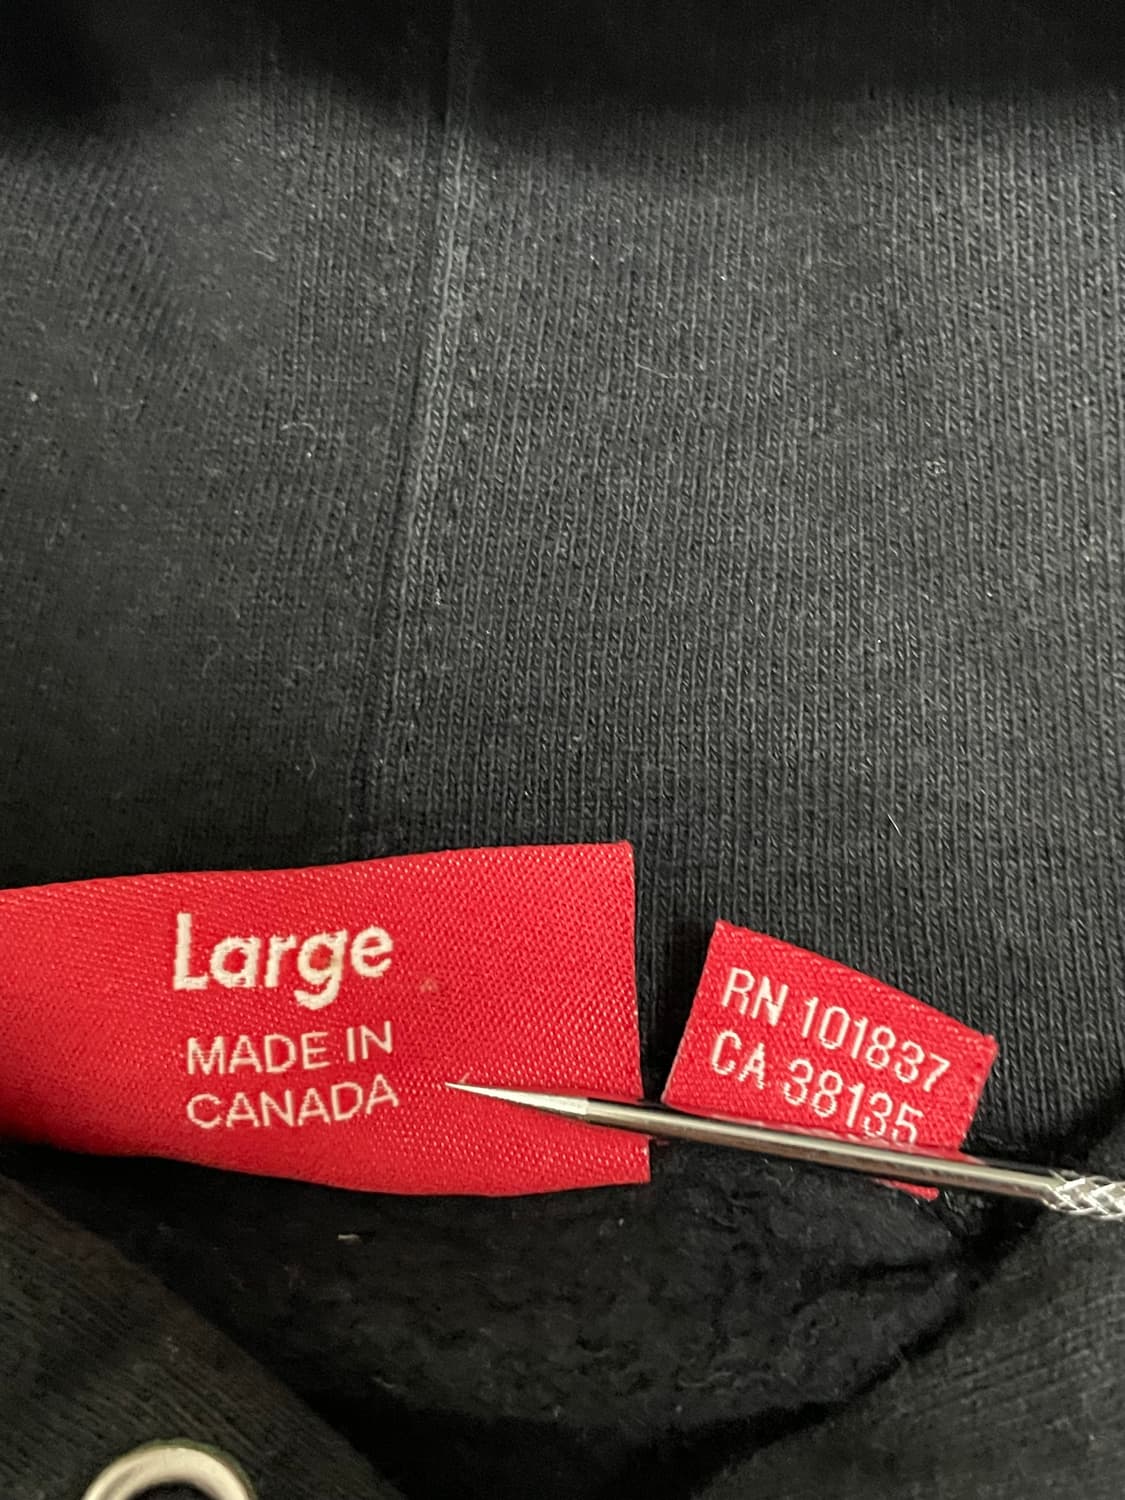 Large
MADE IN
CANADA
RN 101837
CA 38135